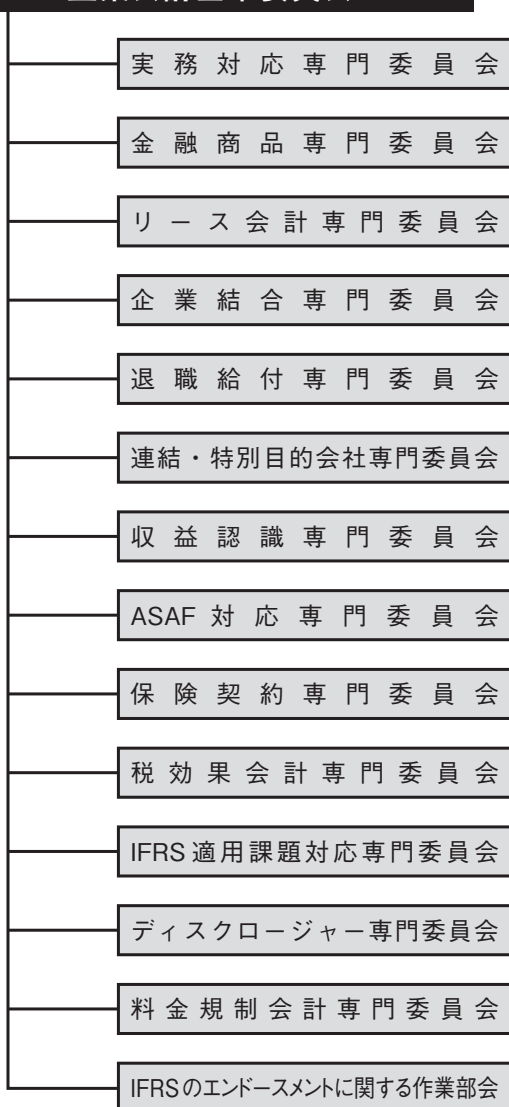 実務対応専門委員会
金融商品専門委員会
リース会計専門委員会
企業結合専門委員会
退職給付専門委員会
連結・特別目的会社専門委員会
収益認識専門委員会
ASAF対応専門委員会
保険契約専門委員会
税効果会計専門委員会
IFRS適用課題対応専門委員会
ディスクロージャー専門委員会
料金規制会計専門委員会
IFRSのエンドースメントに関する作業部会